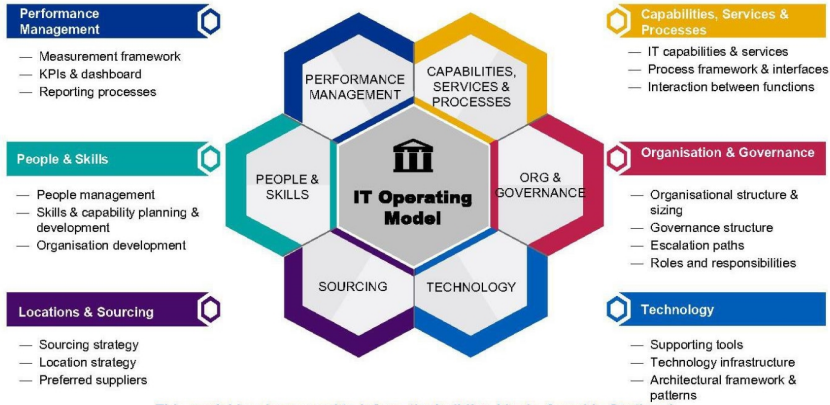 Performance
Management
— Measurement framework
— KPIs & dashboard
— Reporting processes
People & Skills
— People management
— Skills & capability planning &
development
— Organisation development
Locations & Sourcing
— Sourcing strategy
— Location strategy
— Preferred suppliers
PERFORMANCE
MANAGEMENT
CAPABILITIES,
SERVICES &
PROCESSES
PEOPLE &
SKILLS
IT Operating
Model
ORG &
GOVERNANCE
SOURCING
TECHNOLOGY
Capabilities, Services &
Processes
— IT capabilities & services
— Process framework & interfaces
— Interaction between functions
Organisation & Governance
— Organisational structure &
sizing
— Governance structure
— Escalation paths
— Roles and responsibilities
Technology
— Supporting tools
— Technology infrastructure
— Architectural framework &
patterns